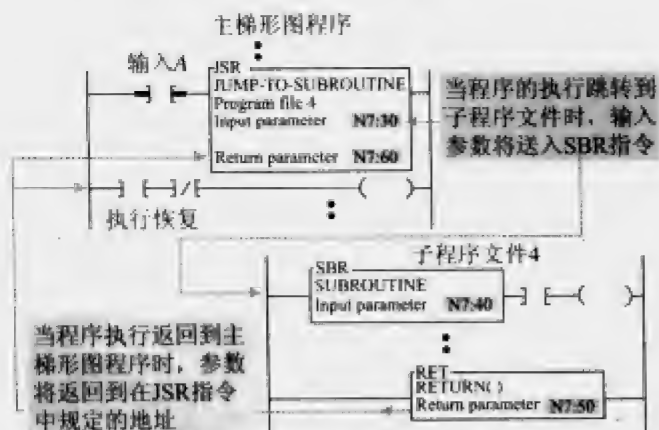 主梯形图程序
输入A
JSR
JUMP-TO-SUBROUTINE
Program file 4
Input parameter N7:30
Return parameter N7:60
当程序的执行跳转到
子程序文件时，输入
参数将送入SBR指令
执行恢复
子程序文件4
SBR
SUBROUTINE
Input parameter N7:40
当程序执行返回到主
梯形图程序时，参数
将返回到在JSR指令
中规定的地址
RET
RETURN()
Return parameter N7:50